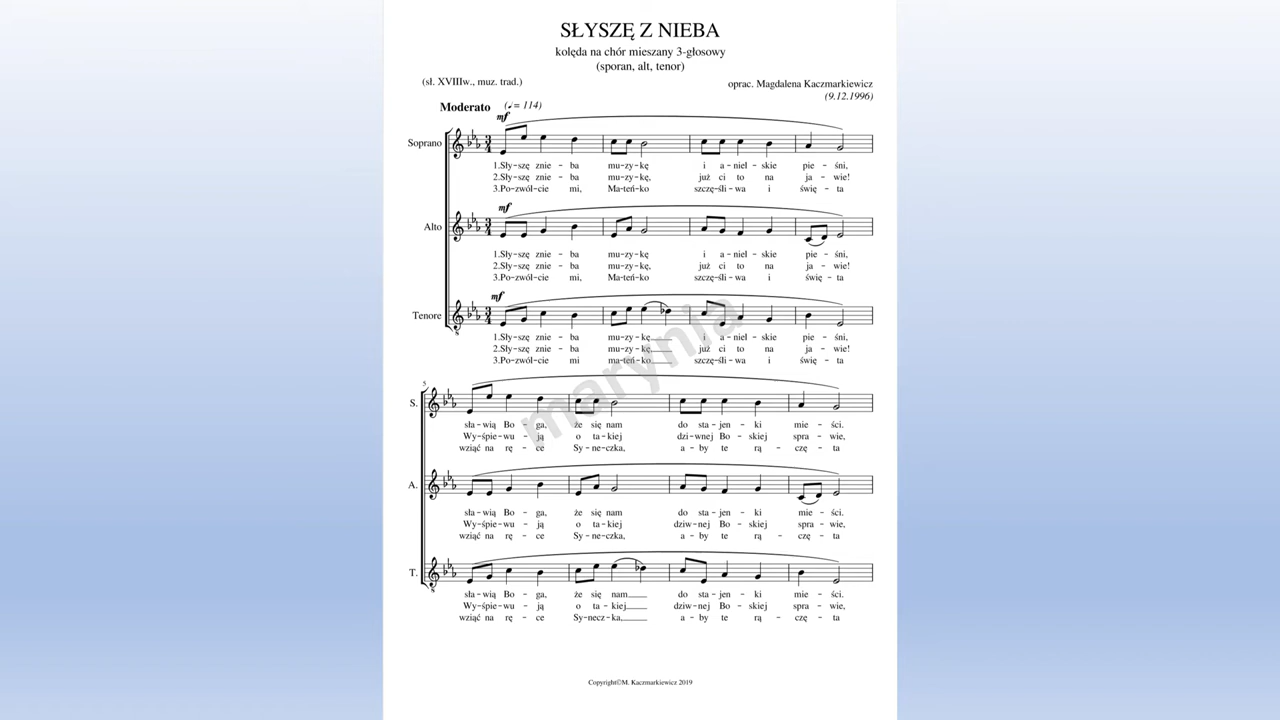 SŁYSZĘ Z NIEBA
kolęda na chór mieszany 3-głosowy
(sporan, alt, tenor)
(sł. XVIIIw., muz. trad.)
oprac. Magdalena Kaczmarkiewicz
(9.12.1996)
Moderato (♩= 114)
mf
Soprano
1.Sły-szę znie - ba mu-zy-kę i a-niel-skie pie - śni,
2.Sły-szę znie - ba mu-zy-kę, już ci to na ja - wie!
3.Po-zwól-cie mi, Ma-teń-ko szczę-śli-wa i świę - ta
mf
Alto
1.Sły-szę znie - ba mu-zy-kę i a-niel-skie pie - śni,
2.Sły-szę znie - ba mu-zy-kę, już ci to na ja - wie!
3.Po-zwól-cie mi, Ma-teń-ko szczę-śli-wa i świę - ta
mf
Tenore
1.Sły-szę znie - ba mu-zy-kę i a-niel-skie pie - śni,
2.Sły-szę znie - ba mu-zy-kę, już ci to na ja - wie!
3.Po-zwól-cie mi ma-teń-ko szczę-śli-wa i świę - ta
marynia
5
S.
sła-wią Bo - ga, że się nam do sta-jen - ki mie - ści.
Wy-śpie-wu - ją o ta-kiej dzi-wnej Bo - skiej spra - wie,
wziąć na rę - ce Sy-ne-czka, a - by te rą - czę - ta
A.
sła-wią Bo - ga, że się nam do sta-jen - ki mie - ści.
Wy-śpie-wu - ją o ta-kiej dziw-nej Bo - skiej spra - wie,
wziąć na rę - ce Sy-ne-czka, a - by te rą - czę - ta
T.
sła-wią Bo - ga, że się nam do sta-jen - ki mie - ści.
Wy-śpie-wu - ją o ta - kiej dziw-nej Bo - skiej spra - wie,
wziąć na rę - ce Sy-necz-ka, a - by te rą - czę - ta
Copyright©M. Kaczmarkiewicz 2019